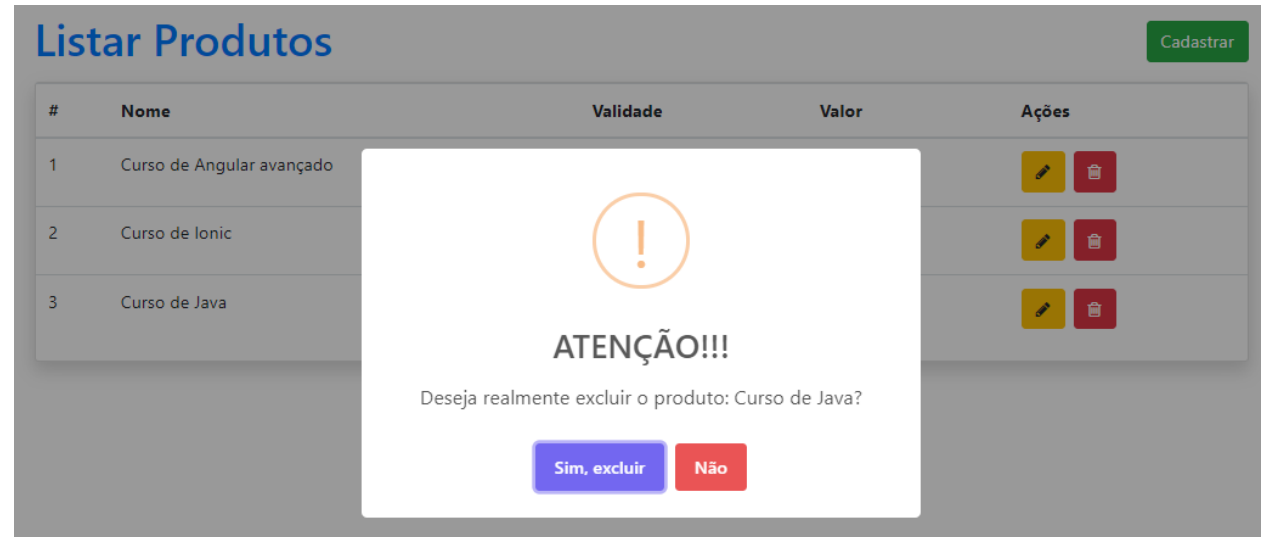 Listar Produtos
Cadastrar
# Nome Validade Valor Ações
1 Curso de Angular avançado
2 Curso de Ionic
3 Curso de Java
!
ATENÇÃO!!!
Deseja realmente excluir o produto: Curso de Java?
Sim, excluir Não